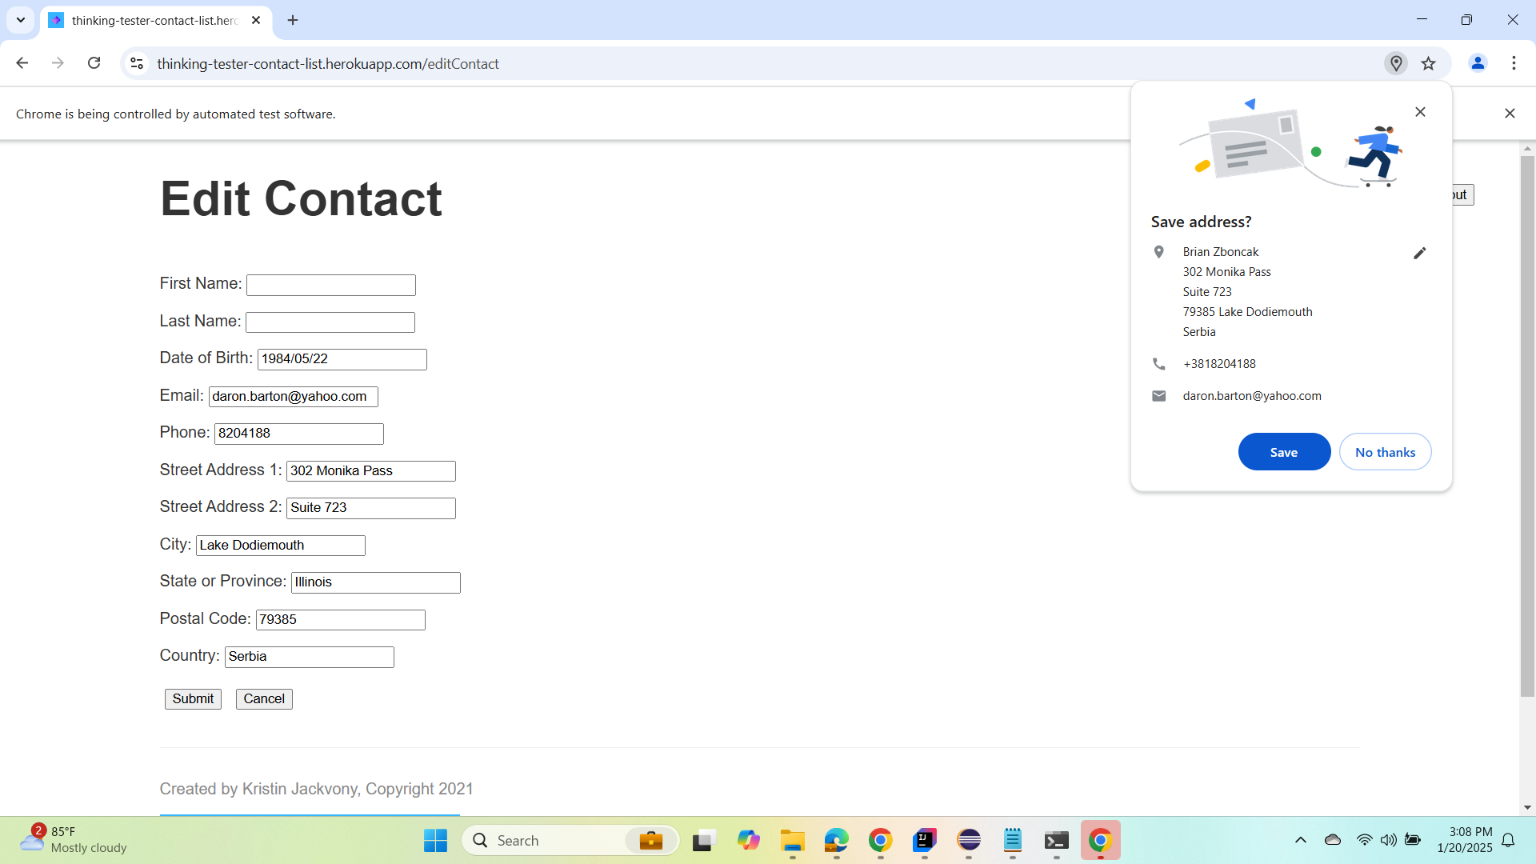 thinking-tester-contact-list.herc
thinking-tester-contact-list.herokuapp.com/editContact
Chrome is being controlled by automated test software.
Edit Contact
out
First Name:
Last Name:
Date of Birth: 1984/05/22
Email: daron.barton@yahoo.com
Phone: 8204188
Street Address 1: 302 Monika Pass
Street Address 2: Suite 723
City: Lake Dodiemouth
State or Province: Illinois
Postal Code: 79385
Country: Serbia
Submit Cancel
Created by Kristin Jackvony, Copyright 2021
Save address?
Brian Zboncak
302 Monika Pass
Suite 723
79385 Lake Dodiemouth
Serbia
+3818204188
daron.barton@yahoo.com
Save No thanks
2
85°F
Mostly cloudy
Search
3:08 PM
1/20/2025